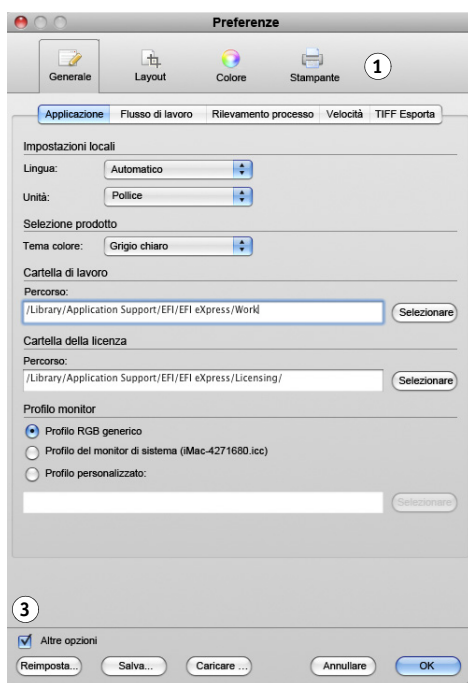 Preferenze
Generale Layout Colore Stampante 1
Applicazione Flusso di lavoro Rilevamento processo Velocità TIFF Esporta
Impostazioni locali
Lingua: Automatico
Unità: Pollice
Selezione prodotto
Tema colore: Grigio chiaro
Cartella di lavoro
Percorso:
/Library/Application Support/EFI/EFI eXpress/Work Selezionare
Cartella della licenza
Percorso:
/Library/Application Support/EFI/EFI eXpress/Licensing/ Selezionare
Profilo monitor
Profilo RGB generico
Profilo del monitor di sistema (iMac-4271680.icc)
Profilo personalizzato:
Selezionare
3
Altre opzioni
Reimposta... Salva... Caricare ... Annullare OK